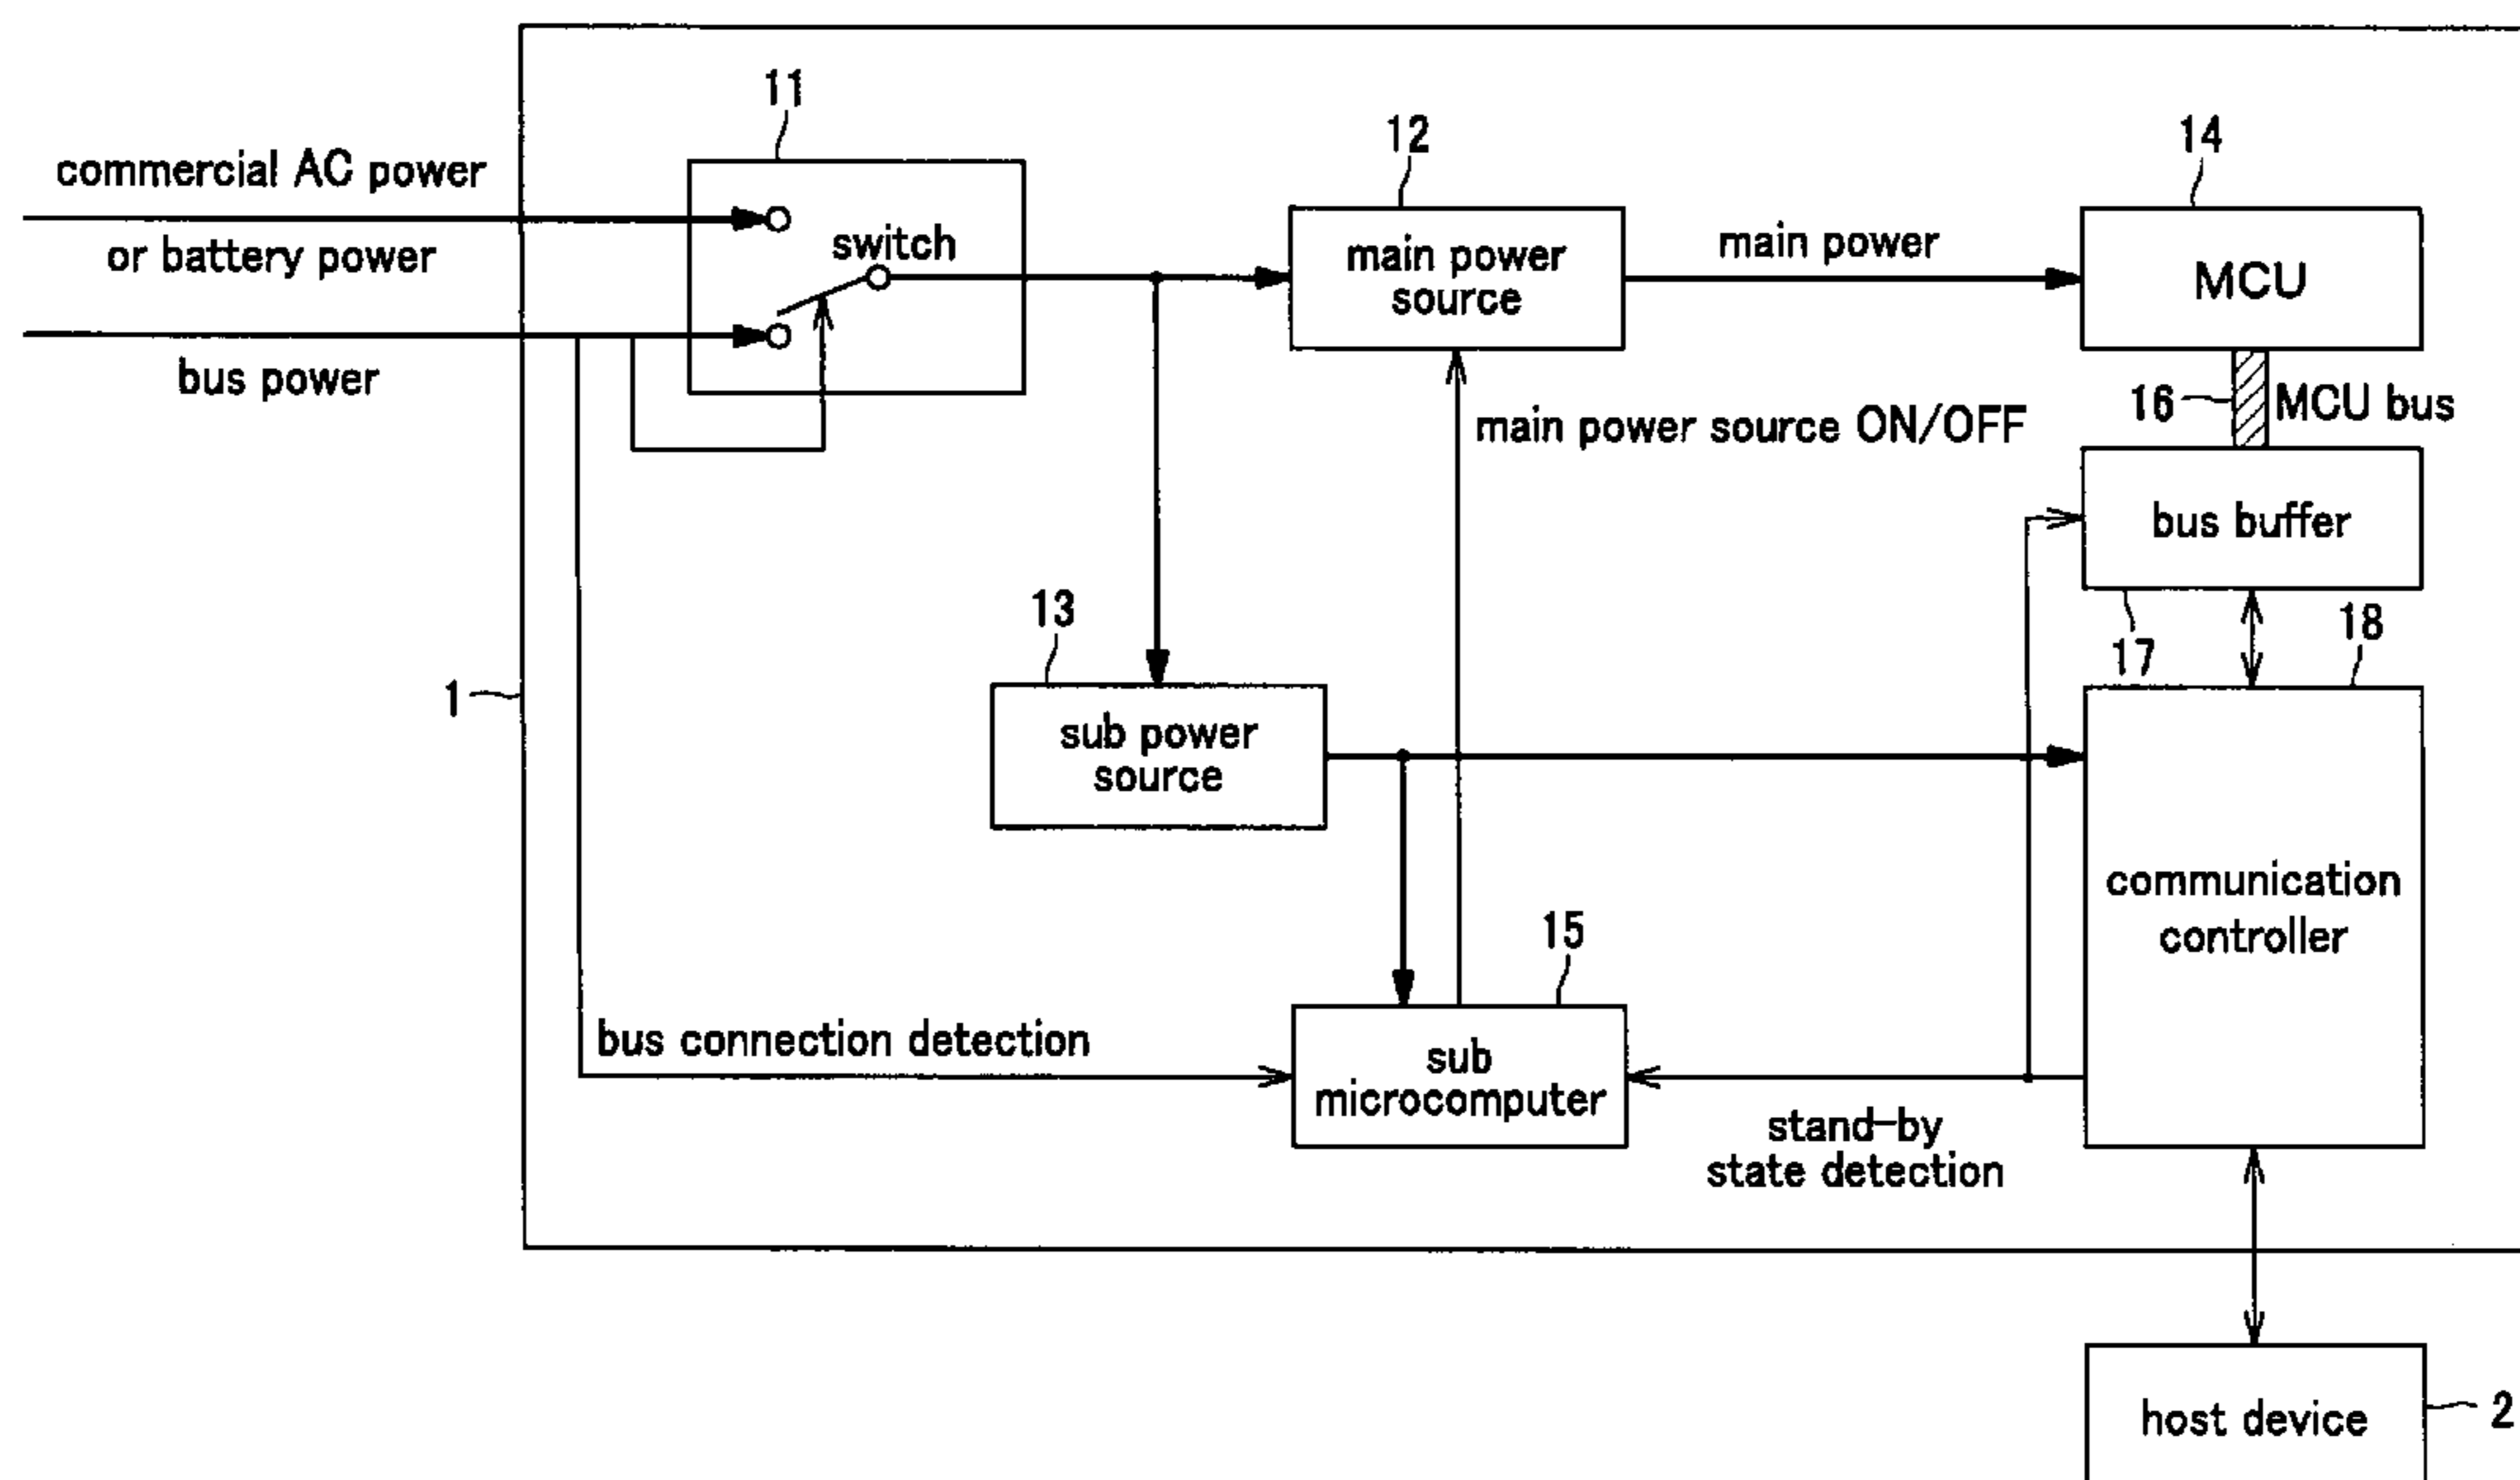 11
commercial AC power
or battery power
bus power
switch
12
main power
source
main power
14
MCU
16
MCU bus
main power source ON/OFF
bus buffer
17
18
13
sub power
source
1
communication
controller
15
bus connection detection
sub
microcomputer
stand-by
state detection
host device
2